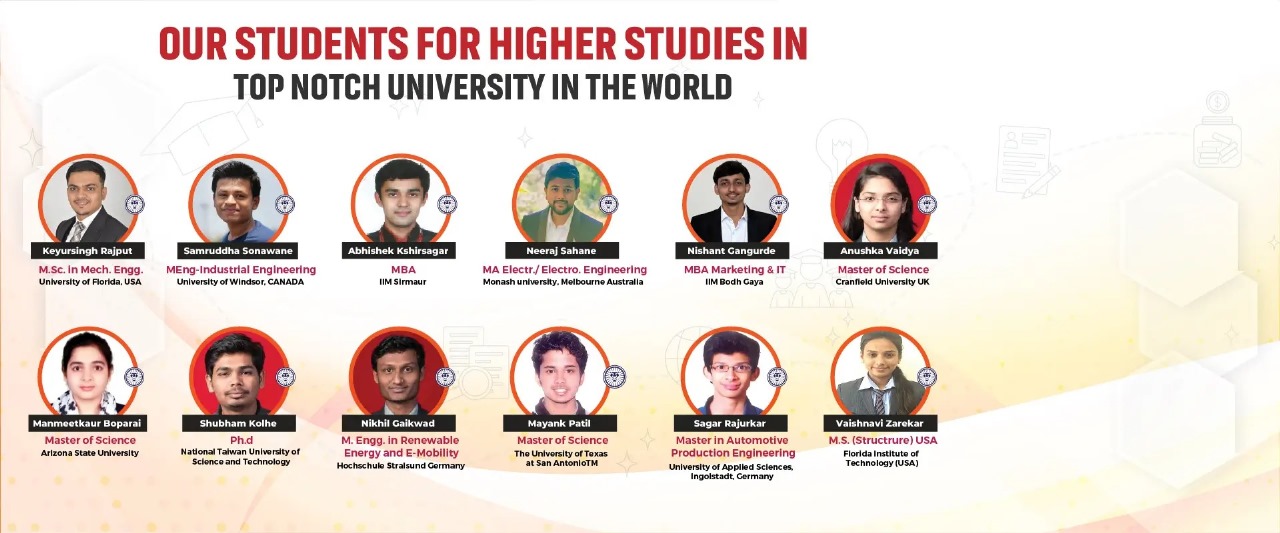 OUR STUDENTS FOR HIGHER STUDIES IN
TOP NOTCH UNIVERSITY IN THE WORLD
Keyursingh Rajput
M.Sc. in Mech. Engg.
University of Florida, USA
Samruddha Sonawane
MEng-Industrial Engineering
University of Windsor, CANADA
Abhishek Kshirsagar
MBA
IIM Sirmaur
Neeraj Sahane
MA Electr./ Electro. Engineering
Monash university, Melbourne Australia
Nishant Gangurde
MBA Marketing & IT
IIM Bodh Gaya
Anushka Vaidya
Master of Science
Cranfield University UK
Manmeetkaur Boparai
Master of Science
Arizona State University
Shubham Kolhe
Ph.d
National Taiwan University of
Science and Technology
Nikhil Gaikwad
M. Engg. in Renewable
Energy and E-Mobility
Hochschule Stralsund Germany
Mayank Patil
Master of Science
The University of Texas
at San AntonioTM
Sagar Rajurkar
Master in Automotive
Production Engineering
University of Applied Sciences,
Ingolstadt, Germany
Vaishnavi Zarekar
M.S. (Structrure) USA
Florida Institute of
Technology (USA)